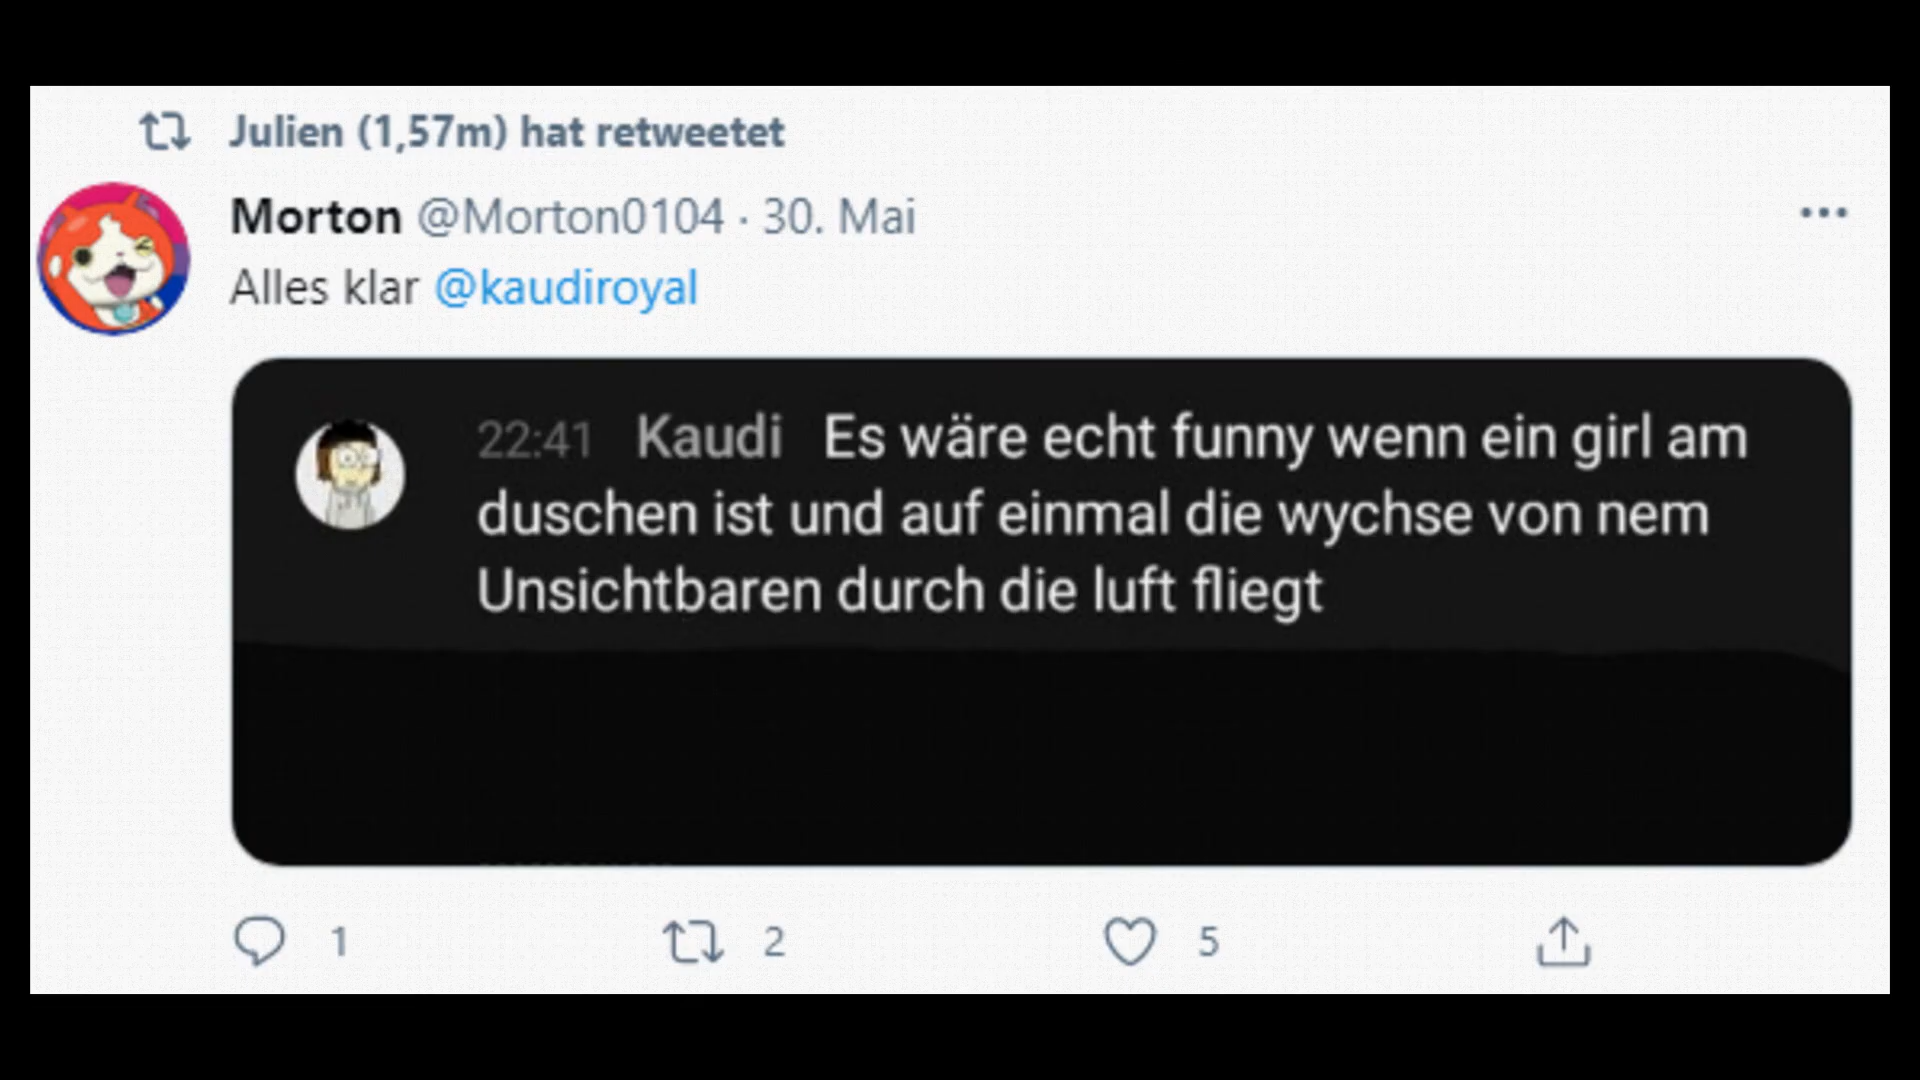 Julien (1,57m) hat retweetet
Morton @Morton0104 · 30. Mai
Alles klar @kaudiroyal
22:41 Kaudi Es wäre echt funny wenn ein girl am
duschen ist und auf einmal die wychse von nem
Unsichtbaren durch die luft fliegt
1 2 5